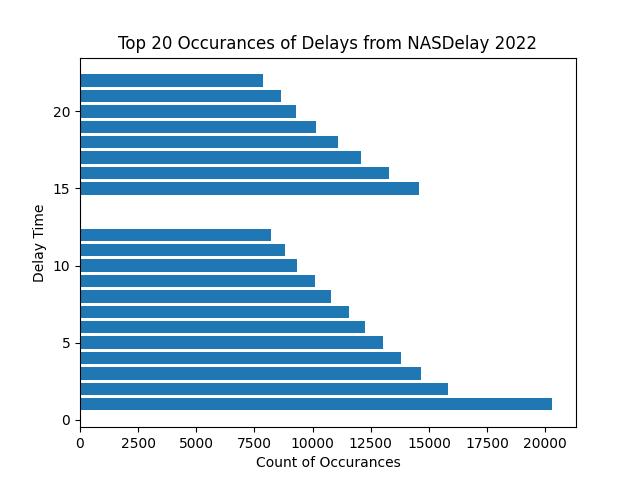 Top 20 Occurances of Delays from NASDelay 2022
20
15
10
5
0
Delay Time
0 2500 5000 7500 10000 12500 15000 17500 20000
Count of Occurances